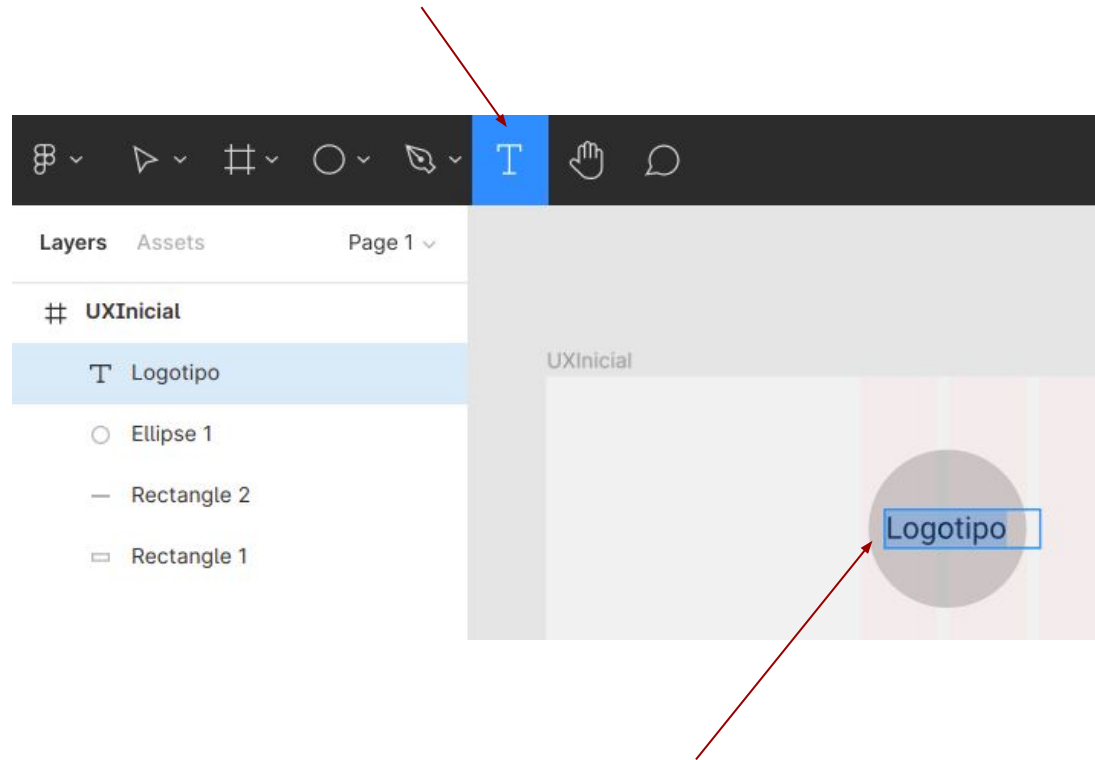 T
Layers Assets Page 1
UXInicial
T Logotipo
Ellipse 1
Rectangle 2
Rectangle 1
UXInicial
Logotipo